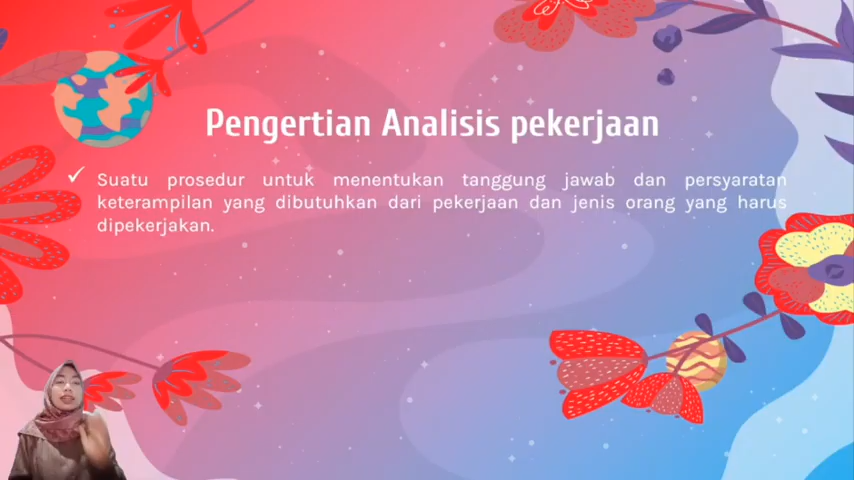 Pengertian Analisis pekerjaan
Suatu prosedur untuk menentukan tanggung jawab dan persyaratan
keterampilan yang dibutuhkan dari pekerjaan dan jenis orang yang harus
dipekerjakan.